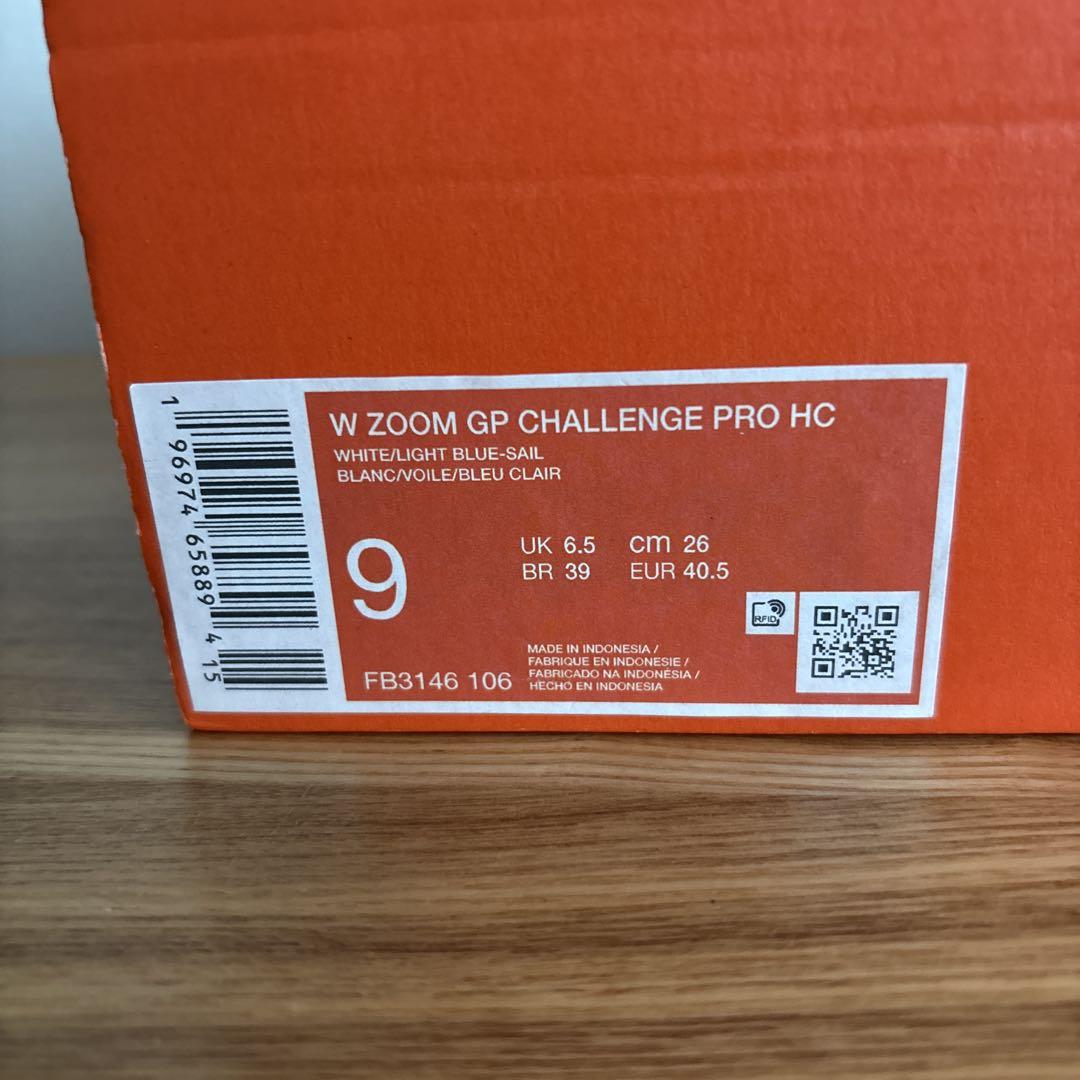 W ZOOM GP CHALLENGE PRO HC
WHITE/LIGHT BLUE-SAIL
BLANC/VOILE/BLEU CLAIR
9
UK 6.5 cm 26
BR 39 EUR 40.5
RFID
FB3146 106
MADE IN INDONESIA /
FABRIQUE EN INDONESIE /
FABRICADO NA INDONÉSIA /
HECHO EN INDONESIA
1 96974 65889 4 15